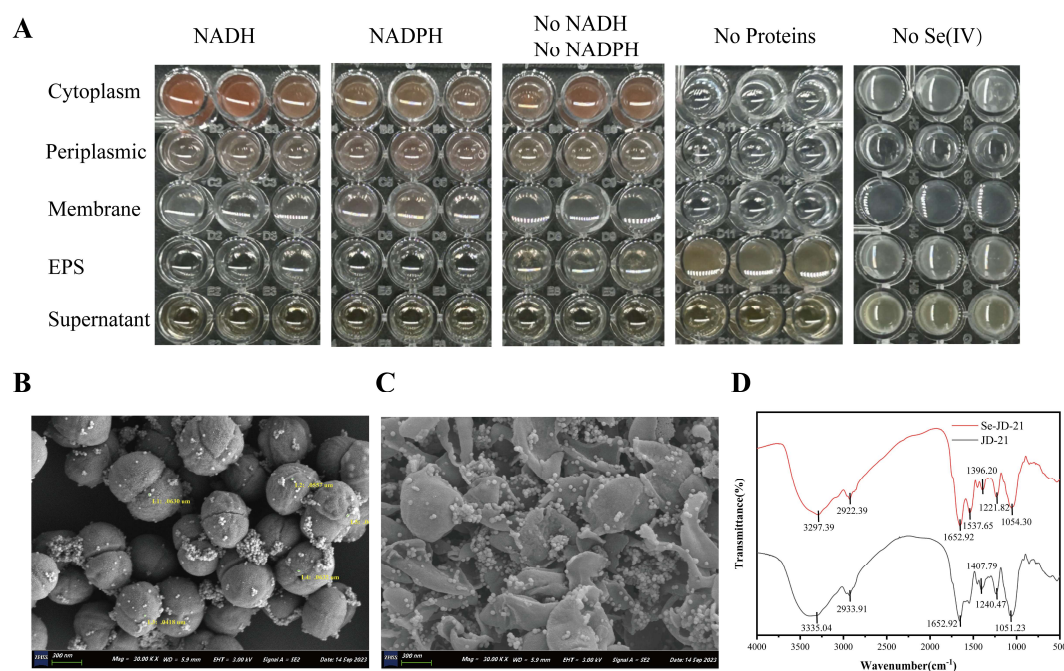 A
NADH
NADPH
No NADH
No NADPH
No Proteins
No Se(IV)
Cytoplasm
Periplasmic
Membrane
EPS
Supernatant
B
C
D
300 nm
Mag = 30.00 K X
WD = 5.9 mm
EHT = 3.00 kV
Signal A = SE2
Date: 14 Sep 2023
300 nm
Mag = 30.00 K X
WD = 5.9 mm
EHT = 3.00 kV
Signal A = SE2
Date: 14 Sep 2023
Transmittance(%)
Se-JD-21
JD-21
3297.39
2922.39
1652.92
1537.65
1396.20
1221.82
1054.30
3335.04
2933.91
1652.92
1407.79
1240.47
1051.23
4000 3500 3000 2500 2000 1500 1000 500
Wavenumber(cm⁻¹)